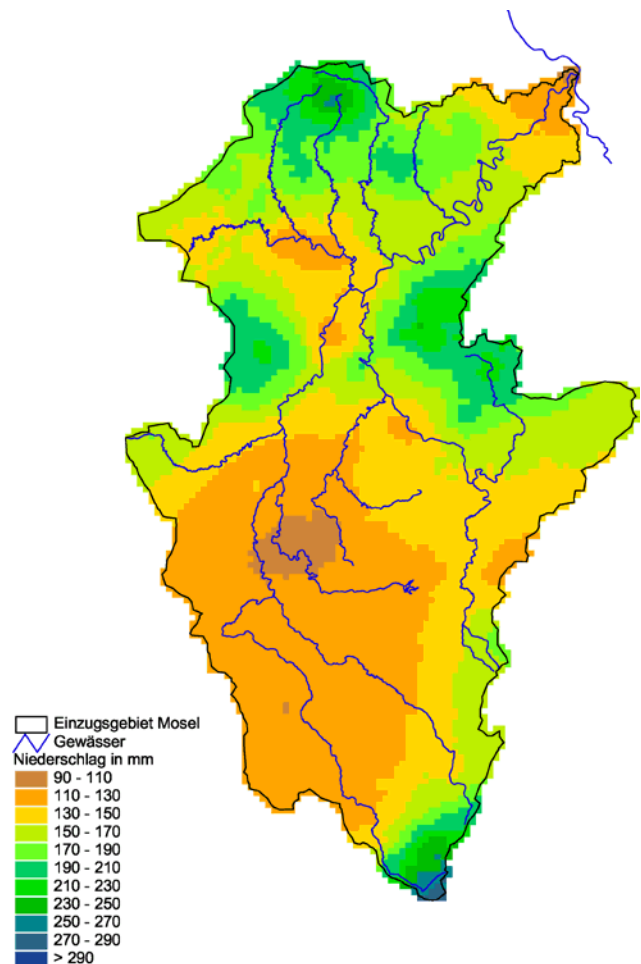 Einzugsgebiet Mosel
Gewässer
Niederschlag in mm
90 - 110
110 - 130
130 - 150
150 - 170
170 - 190
190 - 210
210 - 230
230 - 250
250 - 270
270 - 290
> 290